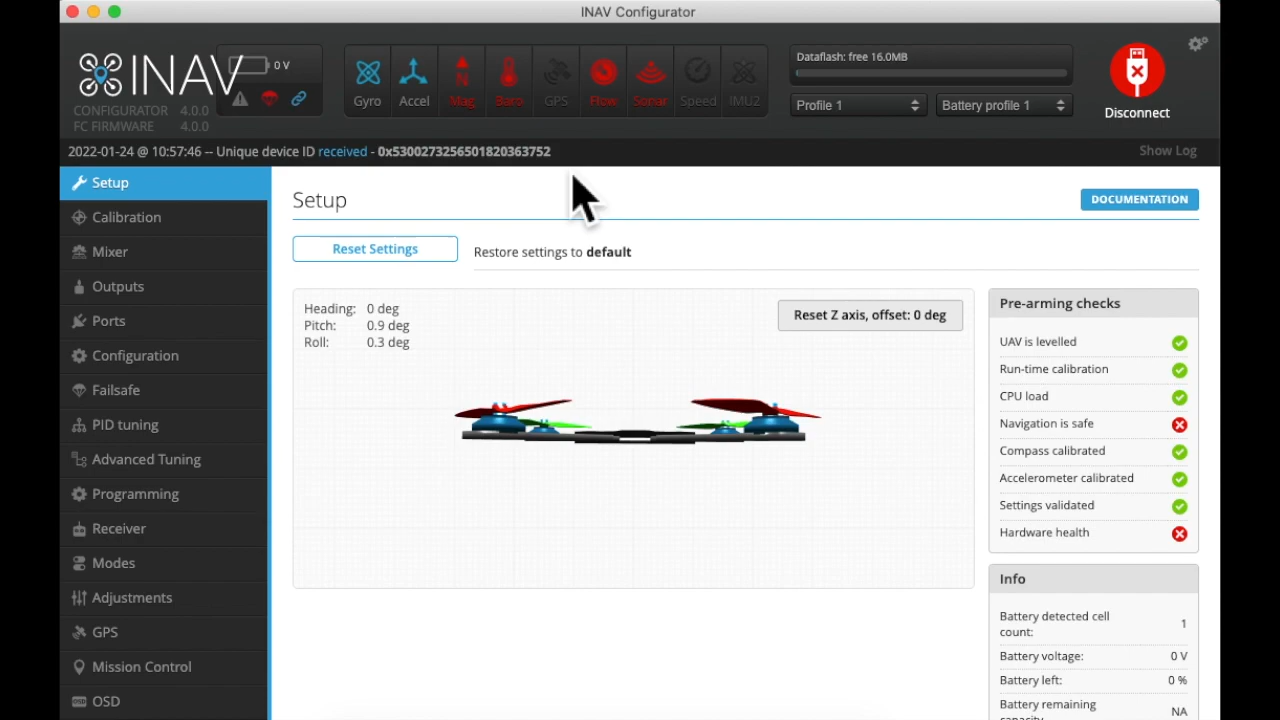 INAV Configurator
INAV
CONFIGURATOR 4.0.0
FC FIRMWARE 4.0.0
0 V
Gyro
Accel
Mag
Baro
GPS
Flow
Sonar
Speed
IMU2
Dataflash: free 16.0MB
Profile 1
Battery profile 1
Disconnect
2022-01-24 @ 10:57:46 -- Unique device ID received - 0x5300273256501820363752
Show Log
Setup
Calibration
Mixer
Outputs
Ports
Configuration
Failsafe
PID tuning
Advanced Tuning
Programming
Receiver
Modes
Adjustments
GPS
Mission Control
OSD
Setup
DOCUMENTATION
Reset Settings
Restore settings to default
Heading: 0 deg
Pitch: 0.9 deg
Roll: 0.3 deg
Reset Z axis, offset: 0 deg
Pre-arming checks
UAV is levelled
Run-time calibration
CPU load
Navigation is safe
Compass calibrated
Accelerometer calibrated
Settings validated
Hardware health
Info
Battery detected cell
count: 1
Battery voltage: 0 V
Battery left: 0 %
Battery remaining
capacity NA